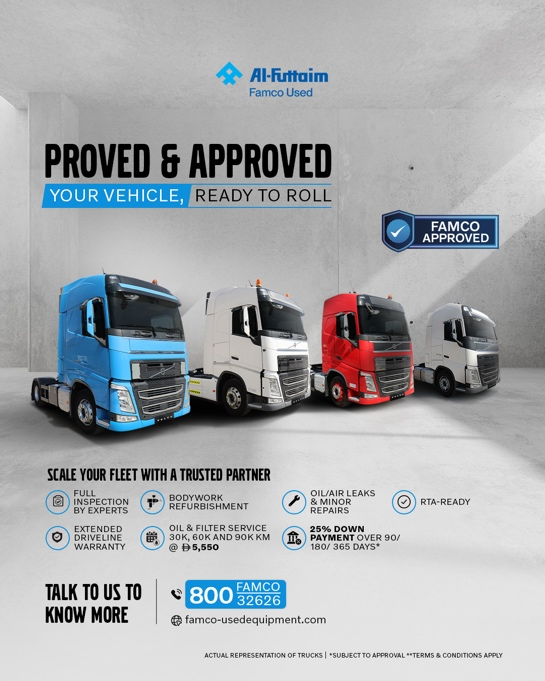 Al-Futtaim
Famco Used
PROVED & APPROVED
YOUR VEHICLE, READY TO ROLL
FAMCO
APPROVED
SCALE YOUR FLEET WITH A TRUSTED PARTNER
FULL
INSPECTION
BY EXPERTS
BODYWORK
REFURBISHMENT
OIL/AIR LEAKS
& MINOR
REPAIRS
RTA-READY
EXTENDED
DRIVELINE
WARRANTY
OIL & FILTER SERVICE
30K, 60K AND 90K KM
@ 5,550
25% DOWN
PAYMENT OVER 90/
180/ 365 DAYS*
TALK TO US TO
KNOW MORE
800 FAMCO
32626
famco-usedequipment.com
ACTUAL REPRESENTATION OF TRUCKS | *SUBJECT TO APPROVAL **TERMS & CONDITIONS APPLY